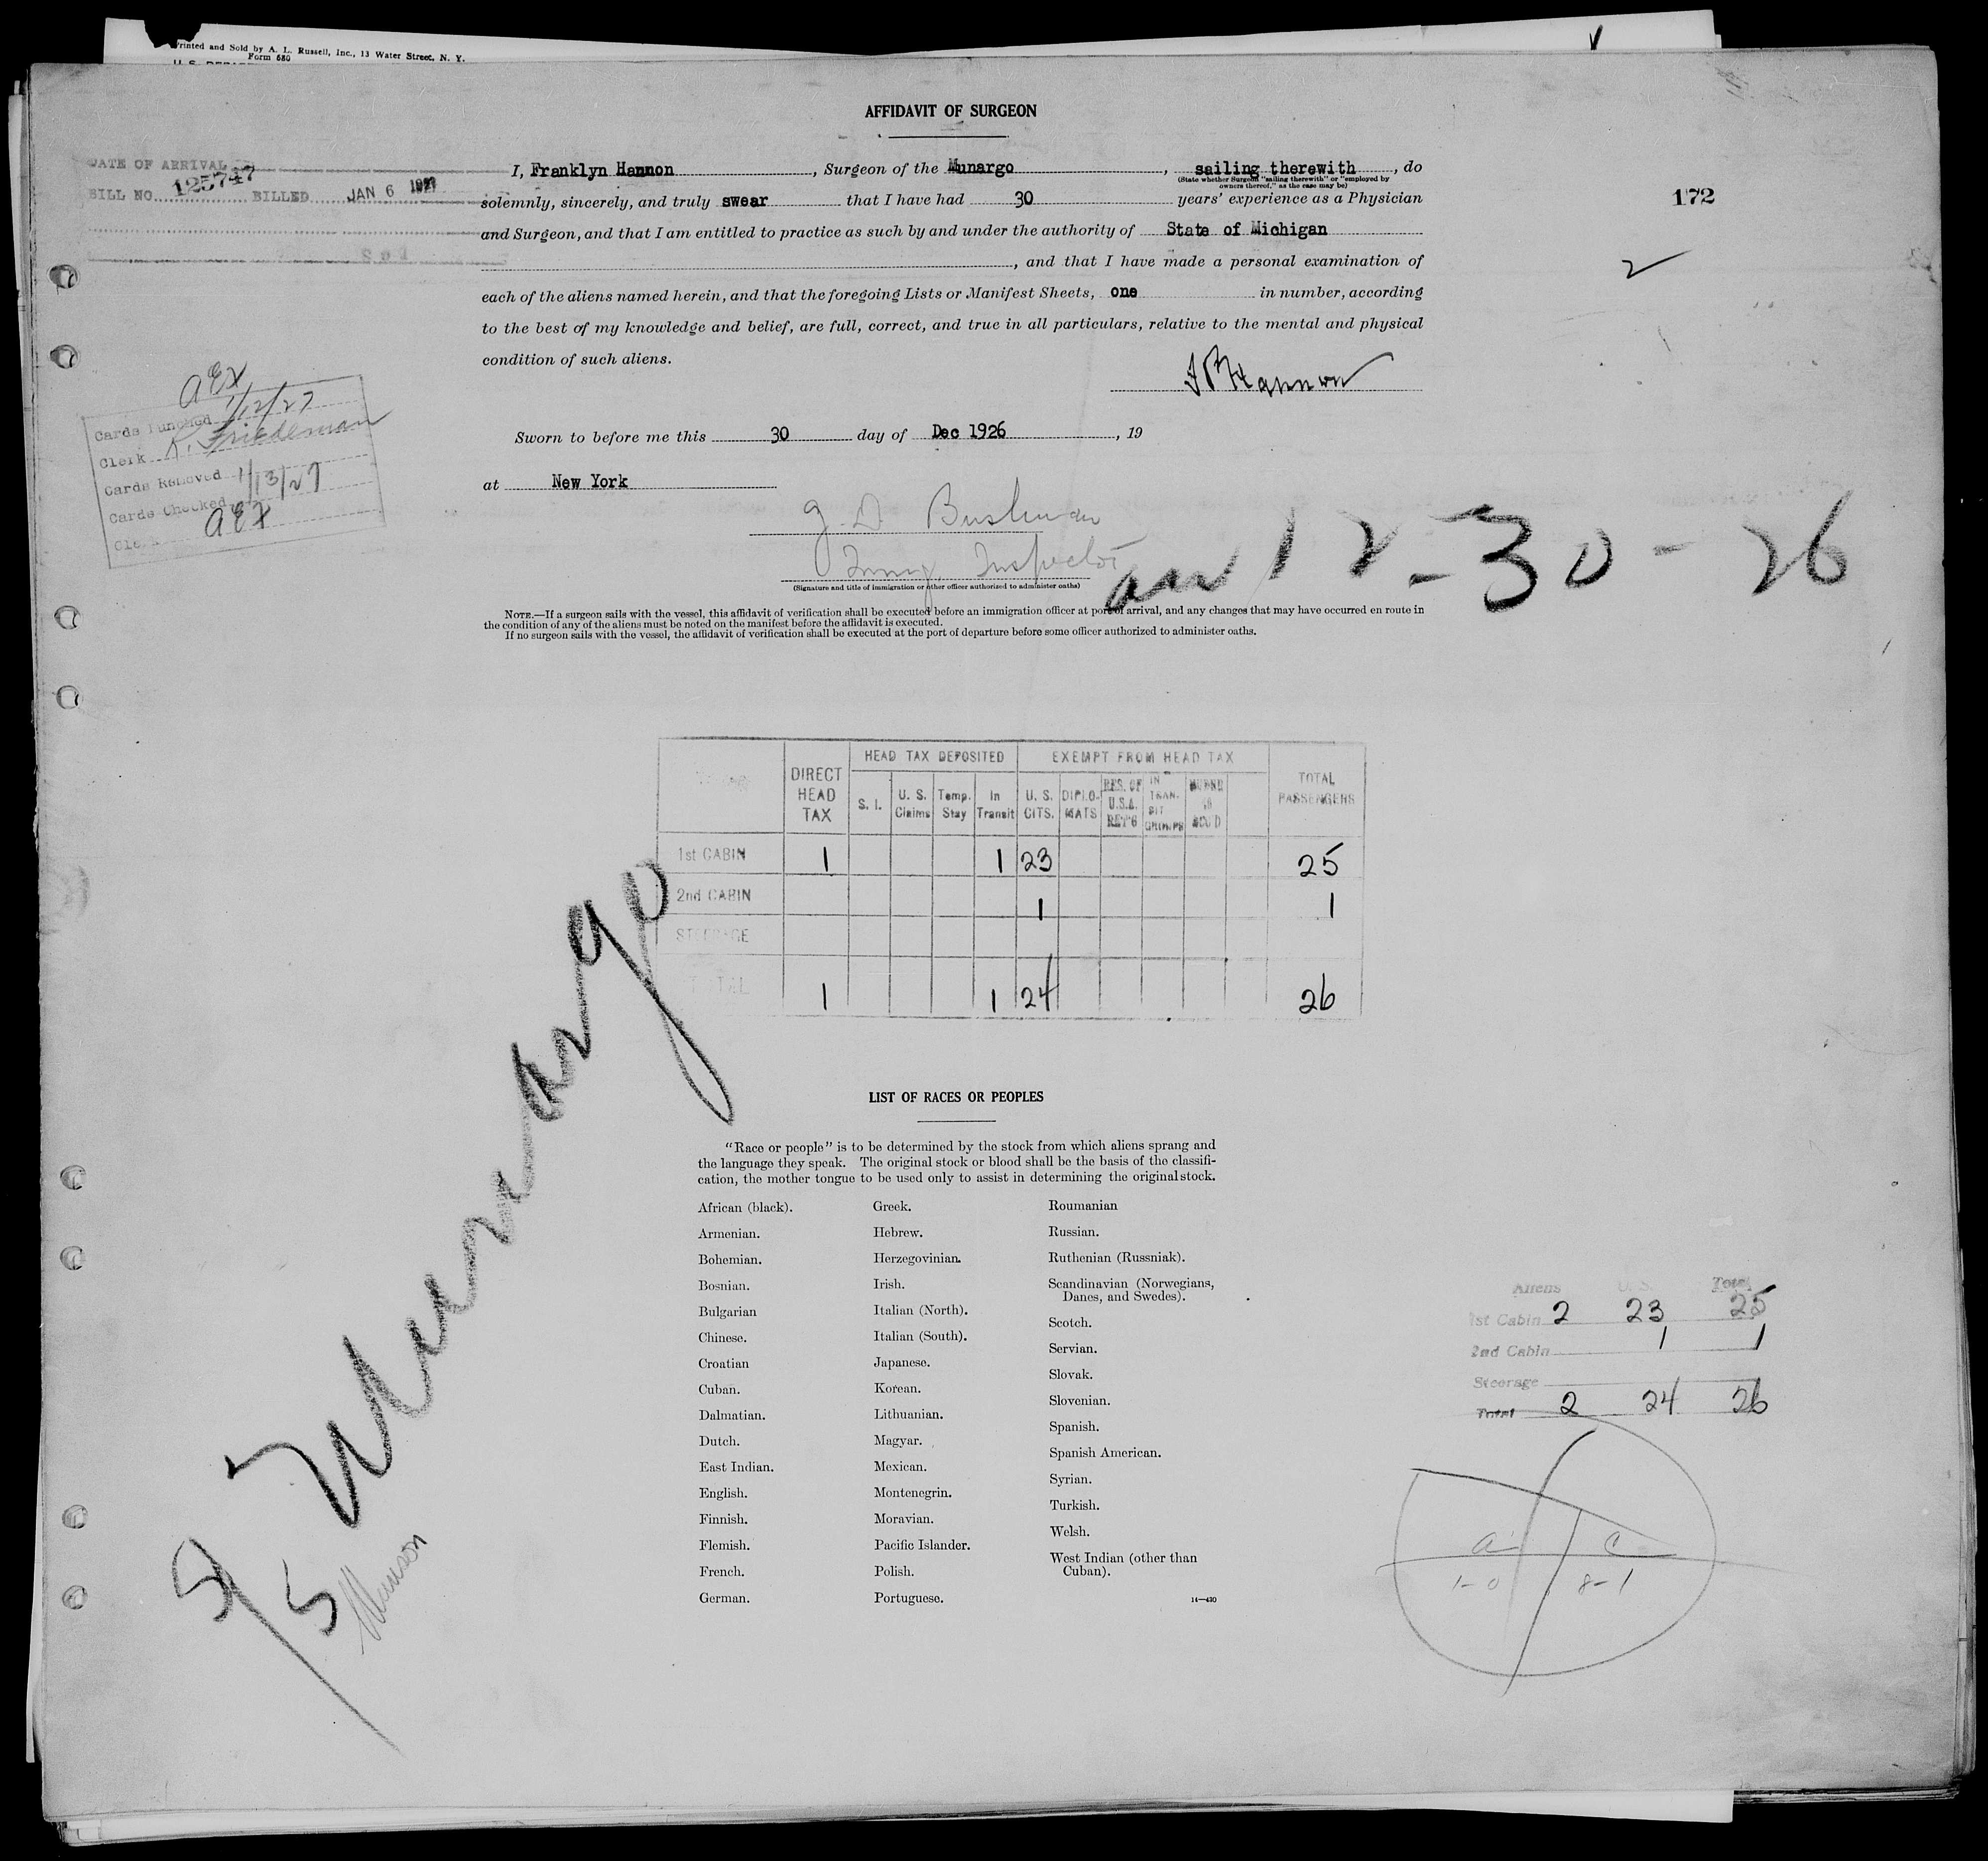 Printed and Sold by A. L. Russell, Inc., 13 Water Street, N. Y.
Form 680
AFFIDAVIT OF SURGEON
DATE OF ARRIVAL
BILL NO. 125747 BILLED JAN 6 1927
172
I, Franklyn Hannon, Surgeon of the Munargo, sailing therewith, do
(State whether Surgeon "sailing therewith" or "employed by
owners thereof," as the case may be)
solemnly, sincerely, and truly swear that I have had 30 years' experience as a Physician
and Surgeon, and that I am entitled to practice as such by and under the authority of State of Michigan
, and that I have made a personal examination of
each of the aliens named herein, and that the foregoing Lists or Manifest Sheets, one in number, according
to the best of my knowledge and belief, are full, correct, and true in all particulars, relative to the mental and physical
condition of such aliens.
Sworn to before me this 30 day of Dec 1926, 19
at New York
Inspector
(Signature and title of immigration or other officer authorized to administer oaths)
AEX
Cards Punched 1/12/27
Clerk R. Friedeman
Cards Removed 1/13/27
Cards Checked
Clerk AEX
arr 12-30-26
NOTE.—If a surgeon sails with the vessel, this affidavit of verification shall be executed before an immigration officer at port of arrival, and any changes that may have occurred en route in
the condition of any of the aliens must be noted on the manifest before the affidavit is executed.
If no surgeon sails with the vessel, the affidavit of verification shall be executed at the port of departure before some officer authorized to administer oaths.
DIRECT HEAD TAX
HEAD TAX DEPOSITED
EXEMPT FROM HEAD TAX
TOTAL PASSENGERS
S. I.
U. S. Claims
Temp. Stay
In Transit
U. S. CITS.
DIPLOMATS
RES. OF U.S.A. RET'G
IN TRANSIT GROUPS
1st CABIN 1 1 23 25
2nd CABIN 1 1
STEERAGE
TOTAL 1 1 24 26
Munargo
S/S
Munson
LIST OF RACES OR PEOPLES
"Race or people" is to be determined by the stock from which aliens sprang and
the language they speak. The original stock or blood shall be the basis of the classifi-
cation, the mother tongue to be used only to assist in determining the original stock.
African (black).
Armenian.
Bohemian.
Bosnian.
Bulgarian
Chinese.
Croatian
Cuban.
Dalmatian.
Dutch.
East Indian.
English.
Finnish.
Flemish.
French.
German.
Greek.
Hebrew.
Herzegovinian.
Irish.
Italian (North).
Italian (South).
Japanese.
Korean.
Lithuanian.
Magyar.
Mexican.
Montenegrin.
Moravian.
Pacific Islander.
Polish.
Portuguese.
Roumanian
Russian.
Ruthenian (Russniak).
Scandinavian (Norwegians,
Danes, and Swedes).
Scotch.
Servian.
Slovak.
Slovenian.
Spanish.
Spanish American.
Syrian.
Turkish.
Welsh.
West Indian (other than
Cuban).
14—430
Aliens U.S. Total
1st Cabin 2 23 25
2nd Cabin 1 1
Steerage
Total 2 24 26
a c
1-0 8-1